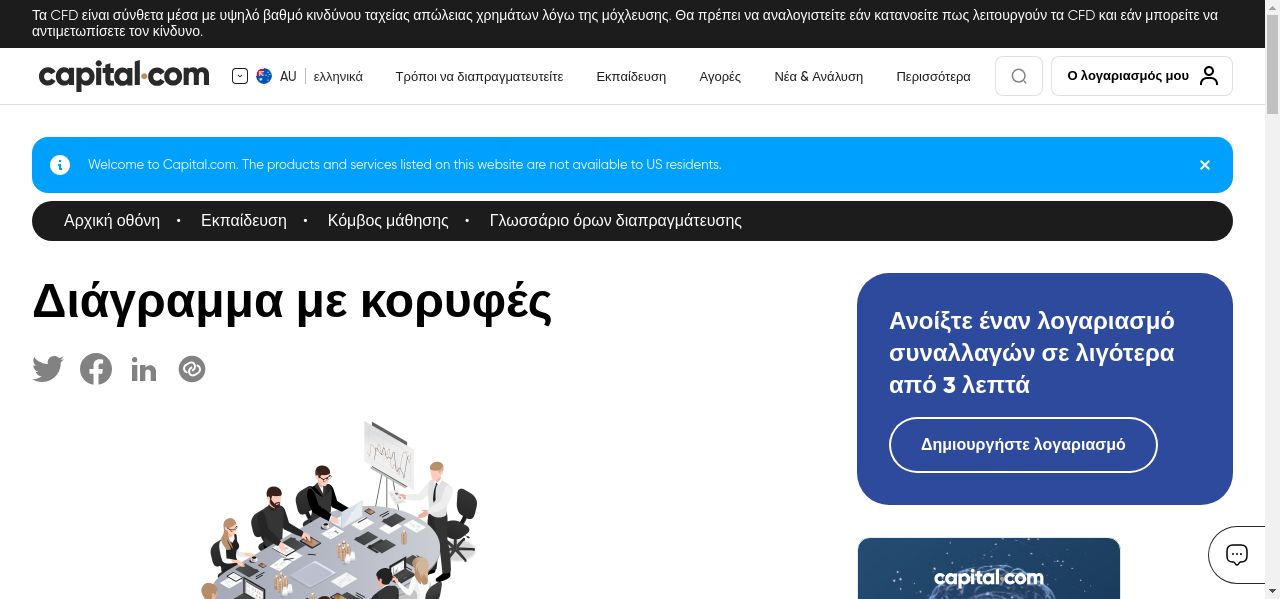 Τα CFD είναι σύνθετα μέσα με υψηλό βαθμό κινδύνου ταχείας απώλειας χρημάτων λόγω της μόχλευσης. Θα πρέπει να αναλογιστείτε εάν κατανοείτε πως λειτουργούν τα CFD και εάν μπορείτε να
αντιμετωπίσετε τον κίνδυνο.
capital.com
AU
ελληνικά
Τρόποι να διαπραγματευτείτε
Εκπαίδευση
Αγορές
Νέα & Ανάλυση
Περισσότερα
Ο λογαριασμός μου
Welcome to Capital.com. The products and services listed on this website are not available to US residents.
Αρχική οθόνη • Εκπαίδευση • Κόμβος μάθησης • Γλωσσάριο όρων διαπραγμάτευσης
Διάγραμμα με κορυφές
Ανοίξτε έναν λογαριασμό
συναλλαγών σε λιγότερα
από 3 λεπτά
Δημιουργήστε λογαριασμό
capital.com